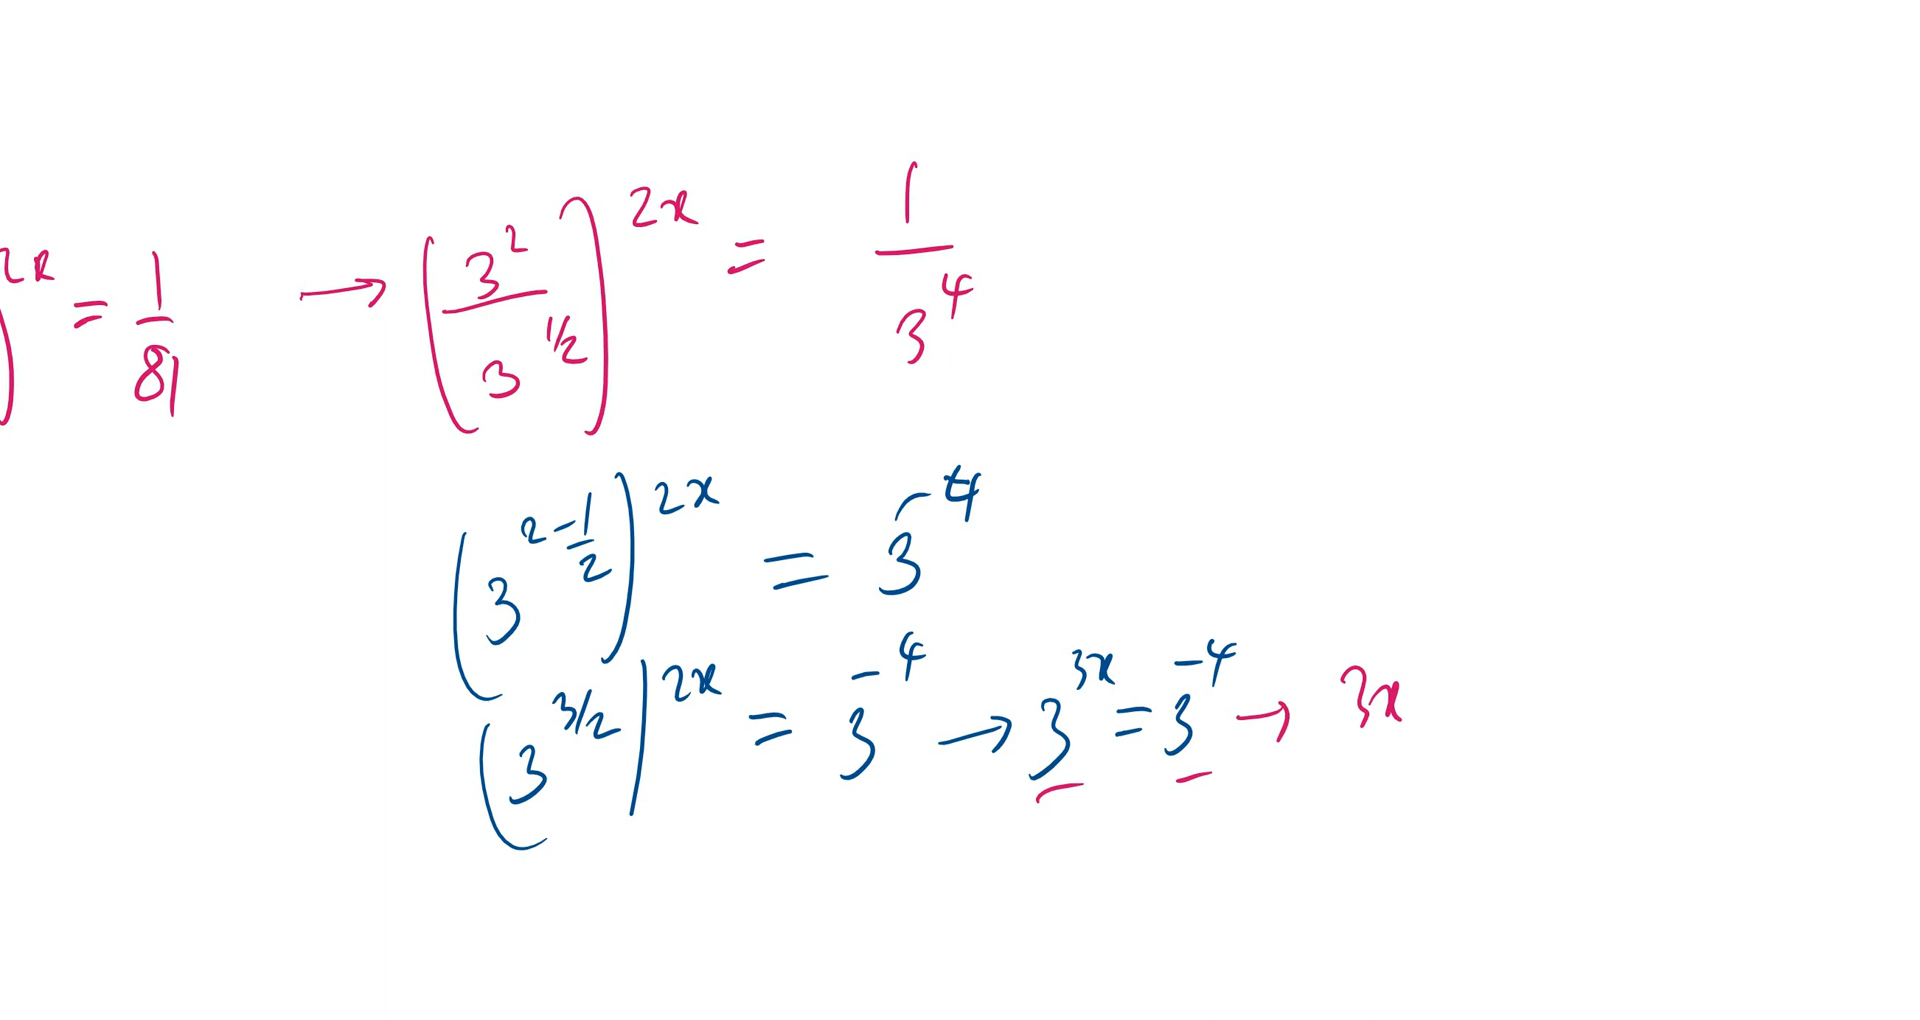 )^2x = 1/81 → (3^2/3^1/2)^2x = 1/3^4
(3^2-1/2)^2x = 3^-4
(3^3/2)^2x = 3^-4 → 3^3x = 3^-4 → 3x